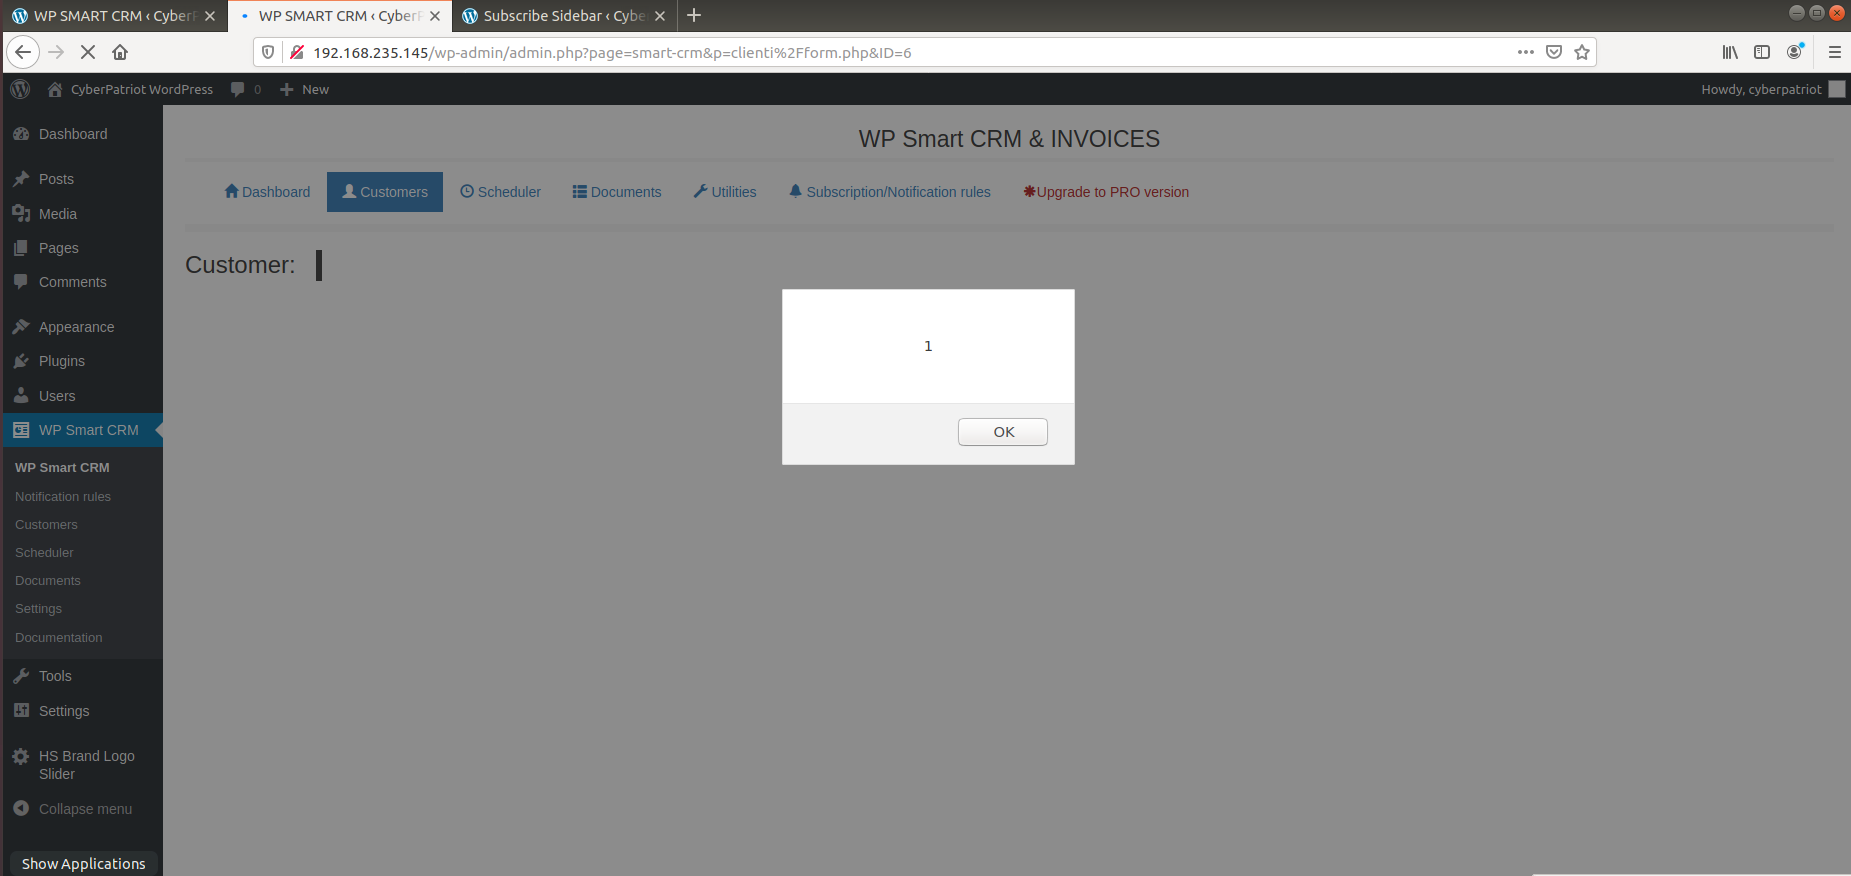 WP SMART CRM ‹ CyberP
WP SMART CRM ‹ CyberP
Subscribe Sidebar ‹ Cybe
192.168.235.145/wp-admin/admin.php?page=smart-crm&p=clienti%2Fform.php&ID=6
CyberPatriot WordPress
0
New
Howdy, cyberpatriot
Dashboard
Posts
Media
Pages
Comments
Appearance
Plugins
Users
WP Smart CRM
WP Smart CRM
Notification rules
Customers
Scheduler
Documents
Settings
Documentation
Tools
Settings
HS Brand Logo
Slider
Collapse menu
Show Applications
WP Smart CRM & INVOICES
Dashboard
Customers
Scheduler
Documents
Utilities
Subscription/Notification rules
Upgrade to PRO version
Customer:
1
OK